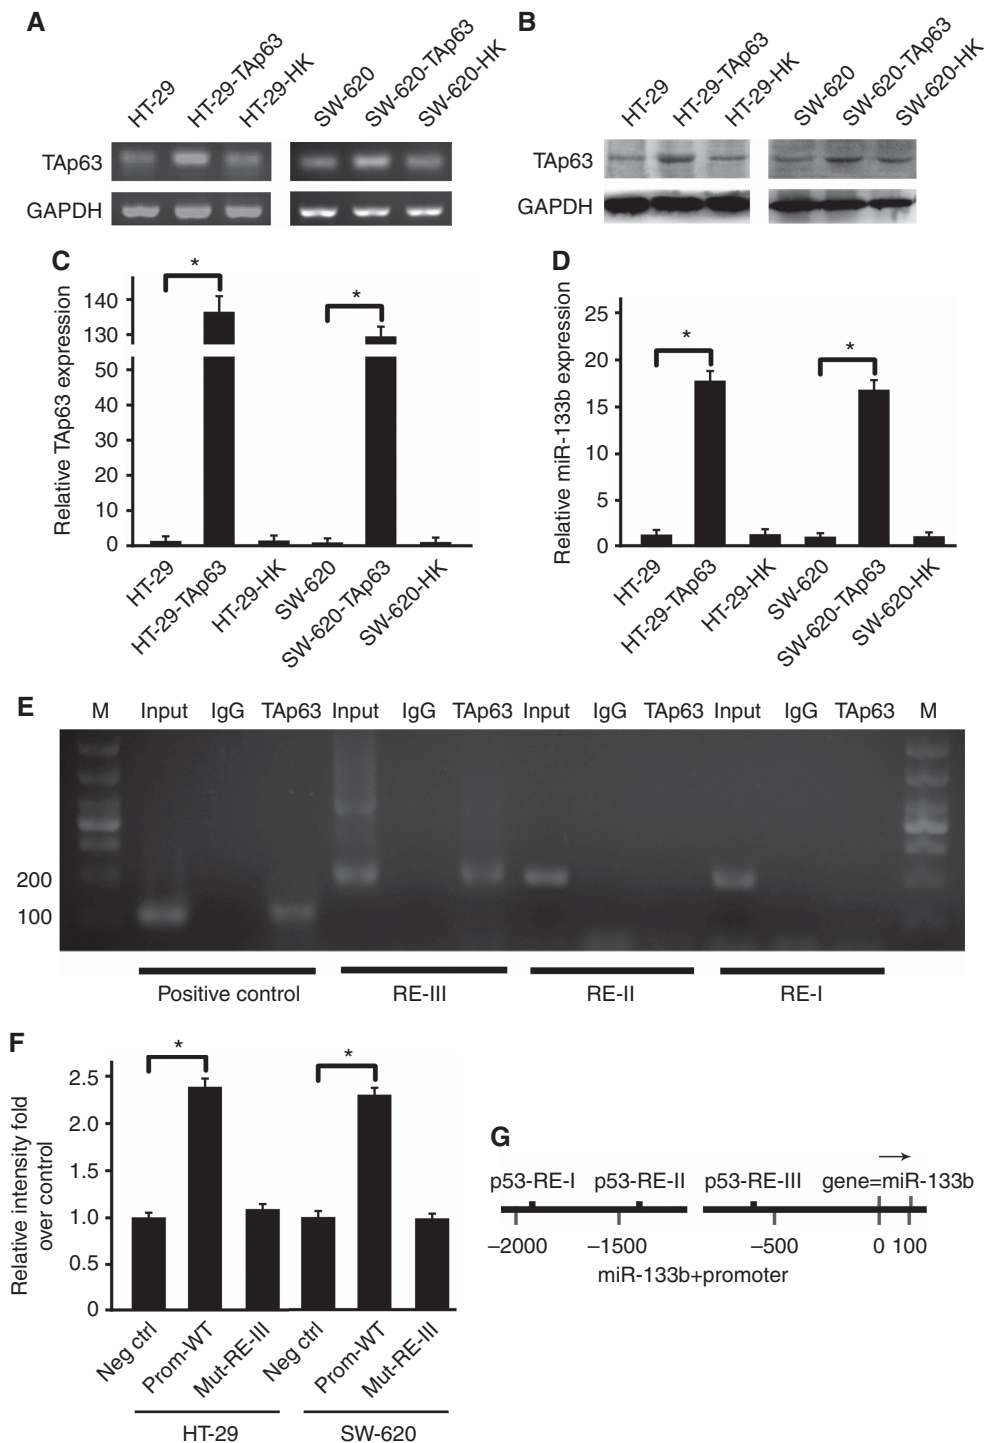 A
HT-29
HT-29-TAp63
HT-29-HK
SW-620
SW-620-TAp63
SW-620-HK
TAp63
GAPDH
B
HT-29
HT-29-TAp63
HT-29-HK
SW-620
SW-620-TAp63
SW-620-HK
TAp63
GAPDH
C
Relative TAp63 expression
140
130
50
40
30
20
10
0
*
*
HT-29
HT-29-TAp63
HT-29-HK
SW-620
SW-620-TAp63
SW-620-HK
D
Relative miR-133b expression
25
20
15
10
5
0
*
*
HT-29
HT-29-TAp63
HT-29-HK
SW-620
SW-620-TAp63
SW-620-HK
E
M Input IgG TAp63 Input IgG TAp63 Input IgG TAp63 Input IgG TAp63 M
200
100
Positive control RE-III RE-II RE-I
F
Relative intensity fold
over control
2.5
2.0
1.5
1.0
0.5
0
*
*
Neg ctrl
Prom-WT
Mut-RE-III
Neg ctrl
Prom-WT
Mut-RE-III
HT-29 SW-620
G
p53-RE-I p53-RE-II p53-RE-III gene=miR-133b
–2000 –1500 –500 0 100
miR-133b+promoter